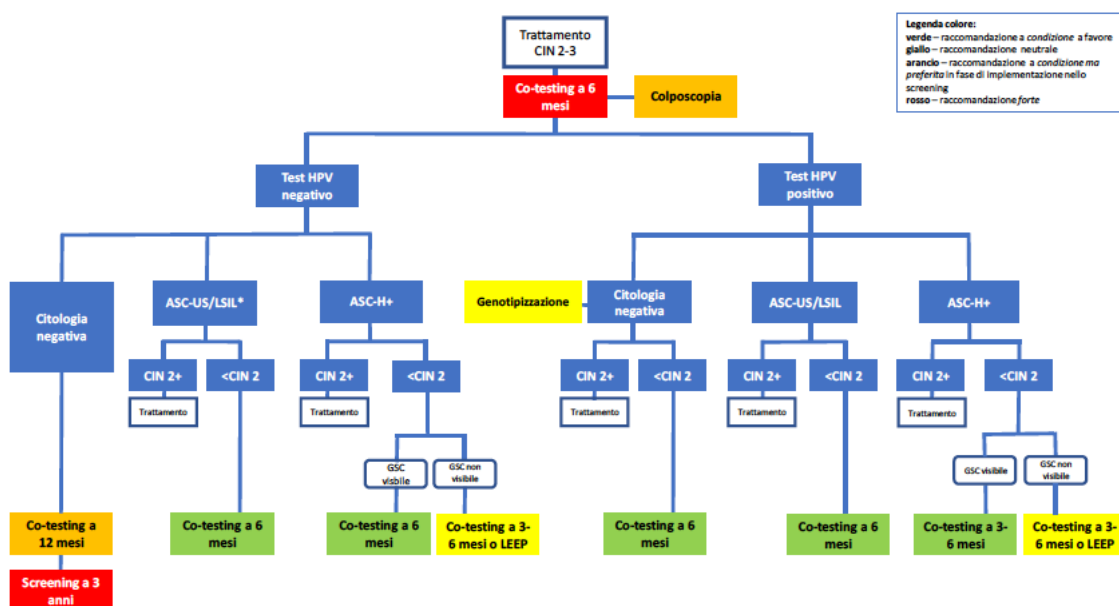 Trattamento
CIN 2-3
Legenda colore:
verde – raccomandazione a condizione a favore
giallo – raccomandazione neutrale
arancio – raccomandazione a condizione ma
preferita in fase di implementazione nello
screening
rosso – raccomandazione forte
Co-testing a 6
mesi
Colposcopia
Test HPV
negativo
Test HPV
positivo
Citologia
negativa
ASC-US/LSIL*
ASC-H+
Genotipizzazione
Citologia
negativa
ASC-US/LSIL
ASC-H+
CIN 2+
<CIN 2
CIN 2+
<CIN 2
CIN 2+
<CIN 2
CIN 2+
<CIN 2
CIN 2+
<CIN 2
Trattamento
Trattamento
Trattamento
Trattamento
Trattamento
GSC
visbile
GSC non
visibile
GSC visibile
GSC non
visibile
Co-testing a
12 mesi
Co-testing a 6
mesi
Co-testing a 6
mesi
Co-testing a 3-
6 mesi o LEEP
Co-testing a 6
mesi
Co-testing a 6
mesi
Co-testing a 3-
6 mesi
Co-testing a 3-
6 mesi o LEEP
Screening a 3
anni